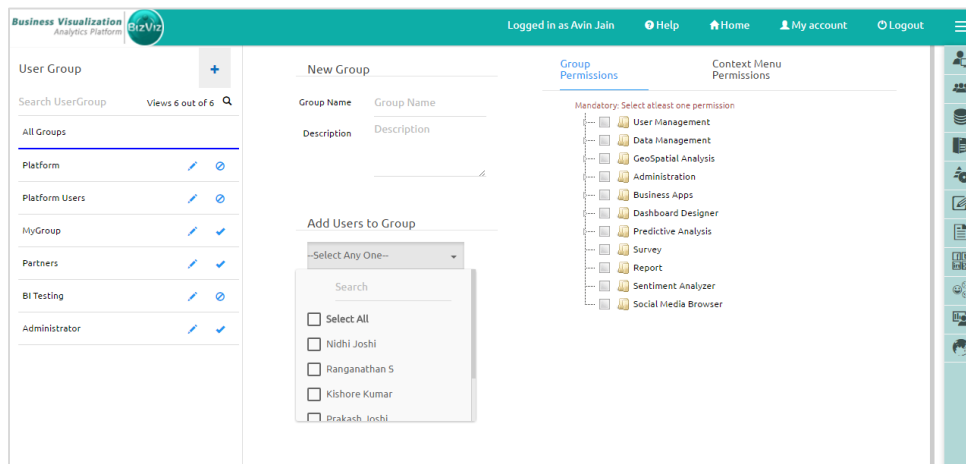 Business Visualization
Analytics Platform
BizViz
Logged in as Avin Jain
Help
Home
My account
Logout
User Group
+
Search UserGroup
Views 6 out of 6
All Groups
Platform
Platform Users
MyGroup
Partners
BI Testing
Administrator
New Group
Group Name
Group Name
Description
Description
Add Users to Group
--Select Any One--
Search
Select All
Nidhi Joshi
Ranganathan S
Kishore Kumar
Prakash Joshi
Group
Permissions
Context Menu
Permissions
Mandatory: Select atleast one permission
User Management
Data Management
GeoSpatial Analysis
Administration
Business Apps
Dashboard Designer
Predictive Analysis
Survey
Report
Sentiment Analyzer
Social Media Browser